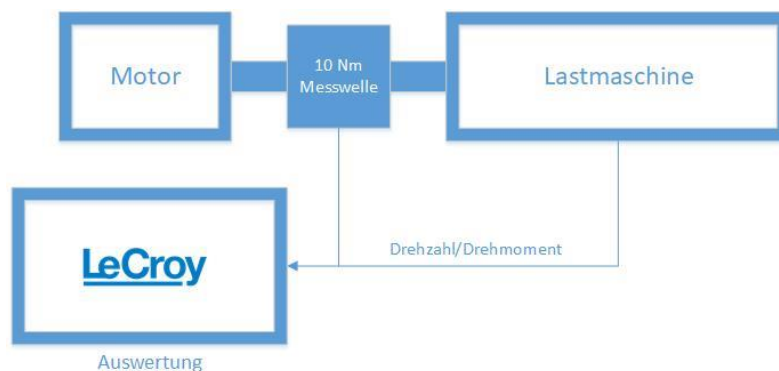 Motor
10 Nm
Messwelle
Lastmaschine
LeCroy
Drehzahl/Drehmoment
Auswertung